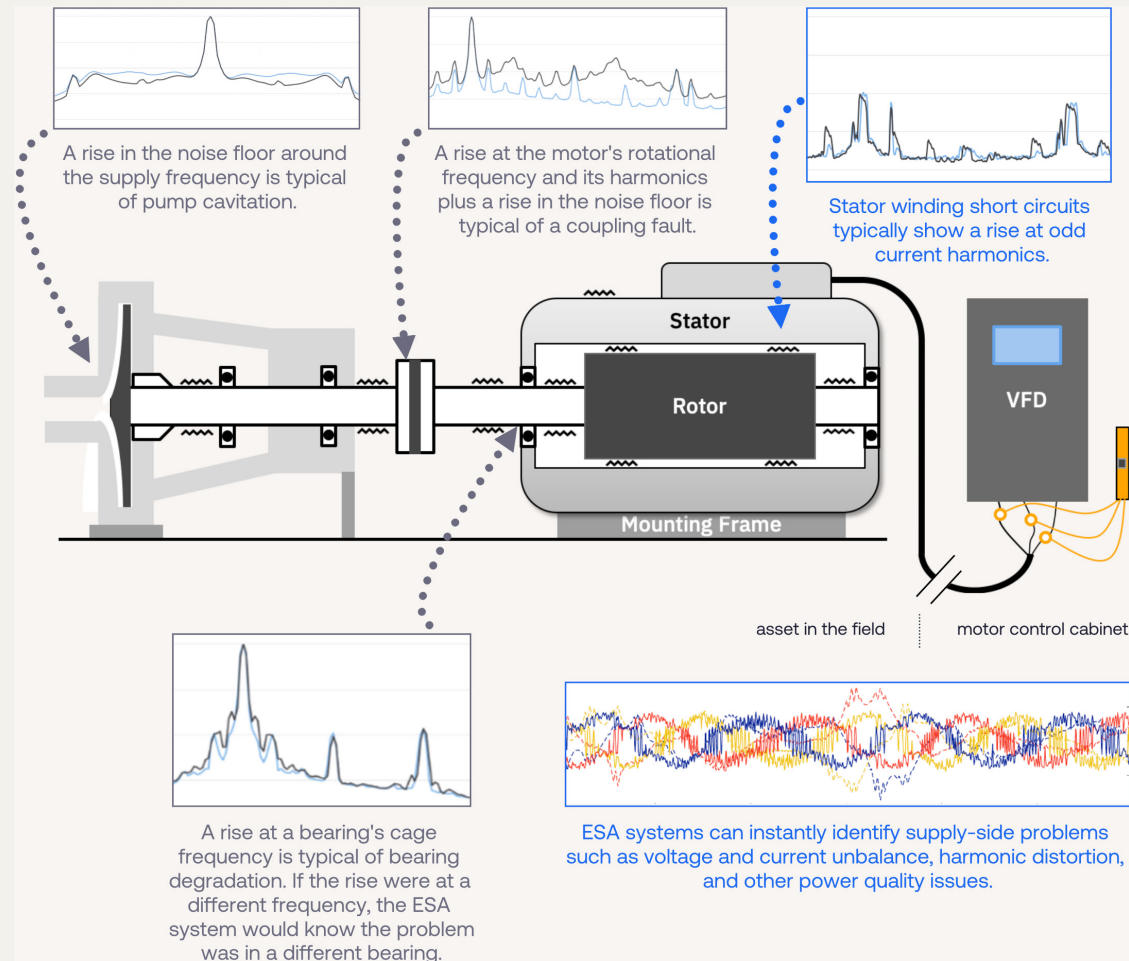 A rise in the noise floor around
the supply frequency is typical
of pump cavitation.
A rise at the motor's rotational
frequency and its harmonics
plus a rise in the noise floor is
typical of a coupling fault.
Stator winding short circuits
typically show a rise at odd
current harmonics.
Stator
Rotor
VFD
Mounting Frame
asset in the field
motor control cabinet
A rise at a bearing's cage
frequency is typical of bearing
degradation. If the rise were at a
different frequency, the ESA
system would know the problem
was in a different bearing.
ESA systems can instantly identify supply-side problems
such as voltage and current unbalance, harmonic distortion,
and other power quality issues.